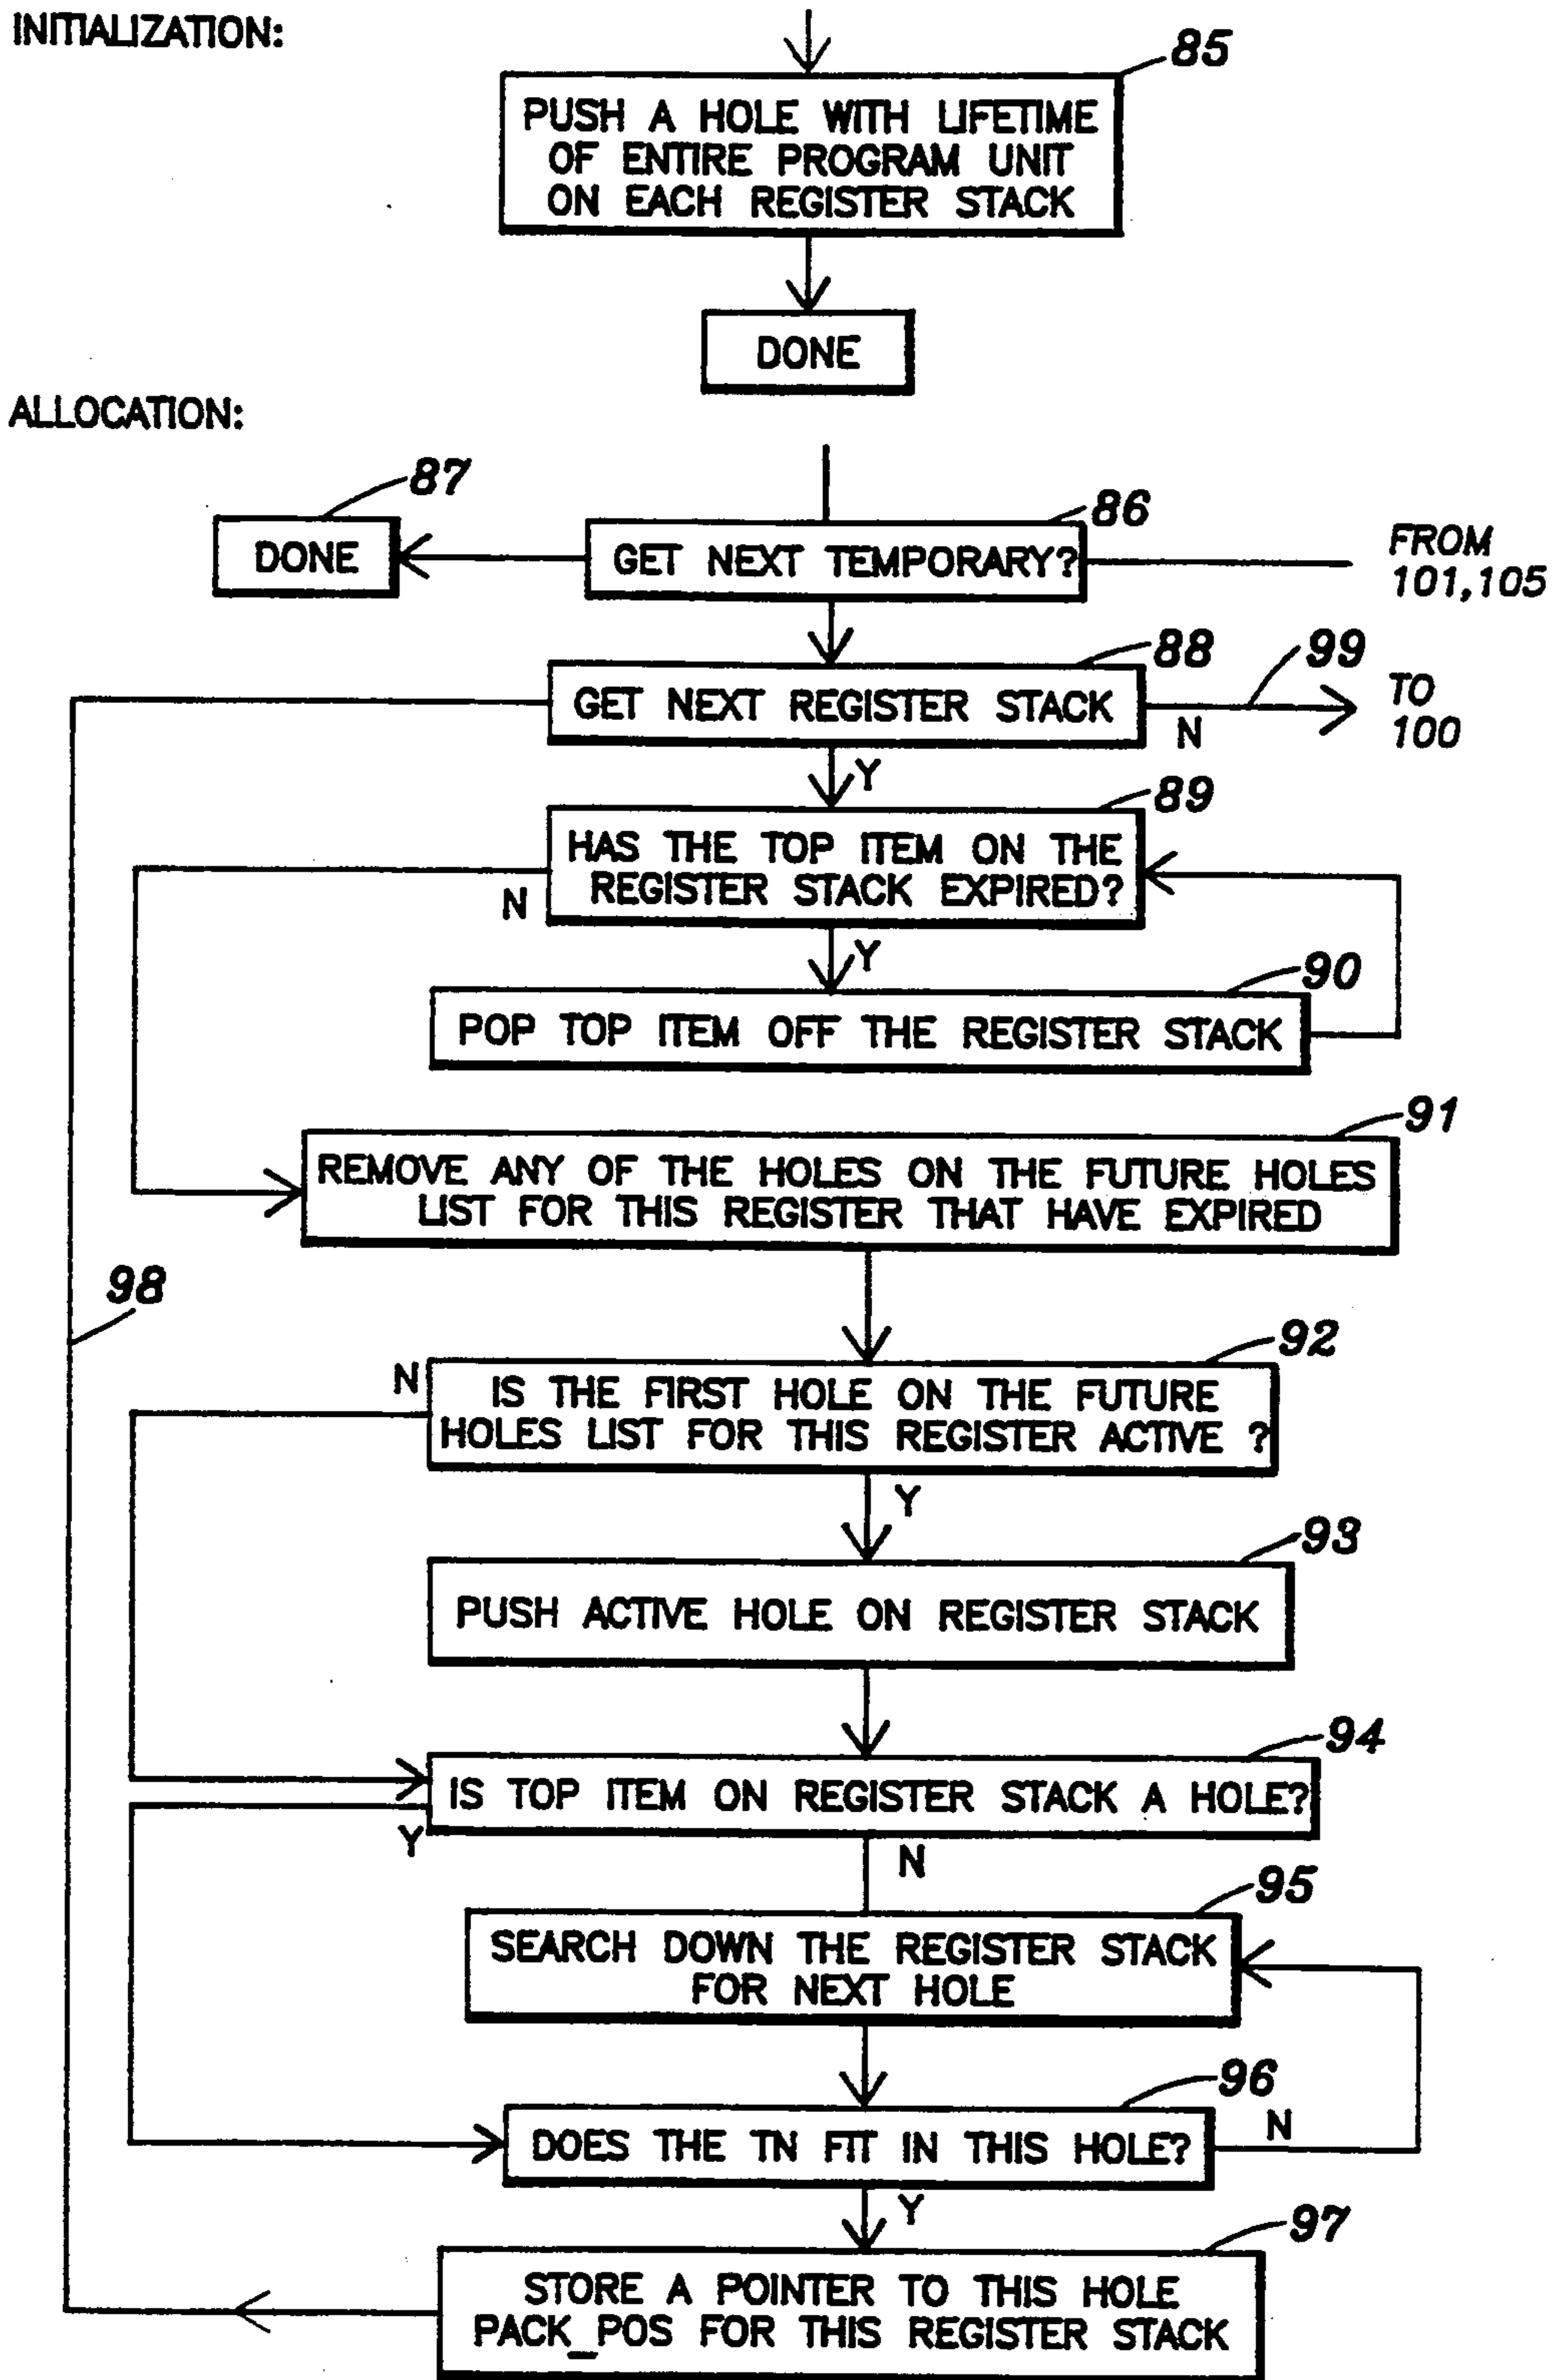 INITIALIZATION:
85
PUSH A HOLE WITH LIFETIME
OF ENTIRE PROGRAM UNIT
ON EACH REGISTER STACK
DONE
ALLOCATION:
87
86
DONE
GET NEXT TEMPORARY?
FROM
101,105
88
99
GET NEXT REGISTER STACK
N
TO
100
Y
89
HAS THE TOP ITEM ON THE
REGISTER STACK EXPIRED?
N
Y
90
POP TOP ITEM OFF THE REGISTER STACK
91
REMOVE ANY OF THE HOLES ON THE FUTURE HOLES
LIST FOR THIS REGISTER THAT HAVE EXPIRED
98
92
N
IS THE FIRST HOLE ON THE FUTURE
HOLES LIST FOR THIS REGISTER ACTIVE ?
Y
93
PUSH ACTIVE HOLE ON REGISTER STACK
94
IS TOP ITEM ON REGISTER STACK A HOLE?
Y
N
95
SEARCH DOWN THE REGISTER STACK
FOR NEXT HOLE
96
DOES THE TN FIT IN THIS HOLE?
N
Y
97
STORE A POINTER TO THIS HOLE
PACK_POS FOR THIS REGISTER STACK